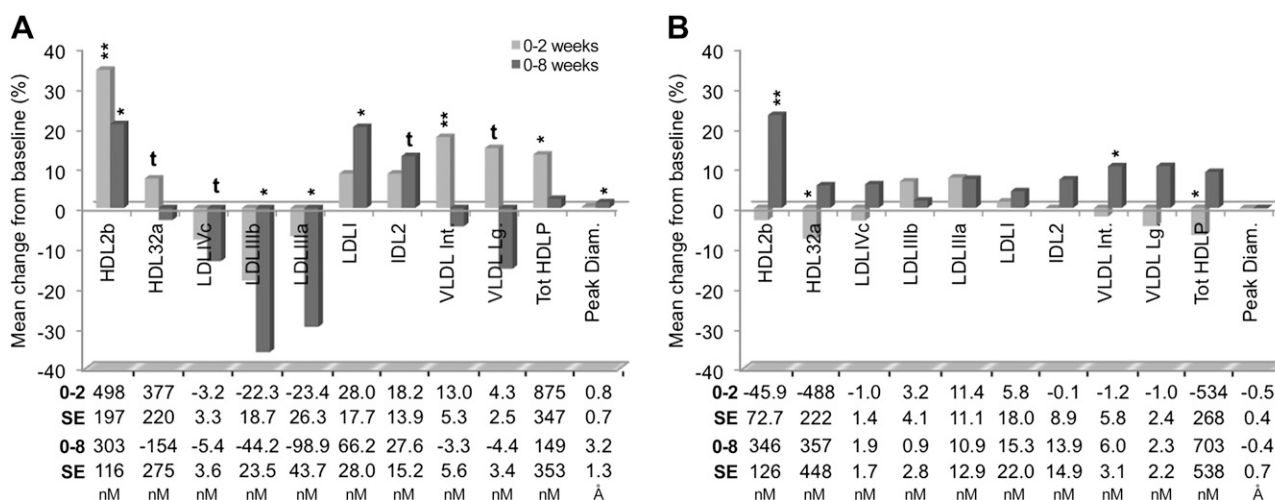 A
Mean change from baseline (%)
40
30
20
10
0
-10
-20
-30
-40
0-2 weeks
0-8 weeks
** * t t * * * t ** t * *
HDL2b HDL32a LDLIVc LDLIIIb LDLIIIa LDLI IDL2 VLDL Int. VLDL Lg. Tot HDLP Peak Diam.
0-2 498 377 -3.2 -22.3 -23.4 28.0 18.2 13.0 4.3 875 0.8
SE 197 220 3.3 18.7 26.3 17.7 13.9 5.3 2.5 347 0.7
0-8 303 -154 -5.4 -44.2 -98.9 66.2 27.6 -3.3 -4.4 149 3.2
SE 116 275 3.6 23.5 43.7 28.0 15.2 5.6 3.4 353 1.3
nM nM nM nM nM nM nM nM nM nM Å
B
Mean change from baseline (%)
40
30
20
10
0
-10
-20
-30
-40
** * * *
HDL2b HDL32a LDLIVc LDLIIIb LDLIIIa LDLI IDL2 VLDL Int. VLDL Lg. Tot HDLP Peak Diam.
0-2 -45.9 -488 -1.0 3.2 11.4 5.8 -0.1 -1.2 -1.0 -534 -0.5
SE 72.7 222 1.4 4.1 11.1 18.0 8.9 5.8 2.4 268 0.4
0-8 346 357 1.9 0.9 10.9 15.3 13.9 6.0 2.3 703 -0.4
SE 126 448 1.7 2.8 12.9 22.0 14.9 3.1 2.2 538 0.7
nM nM nM nM nM nM nM nM nM nM Å